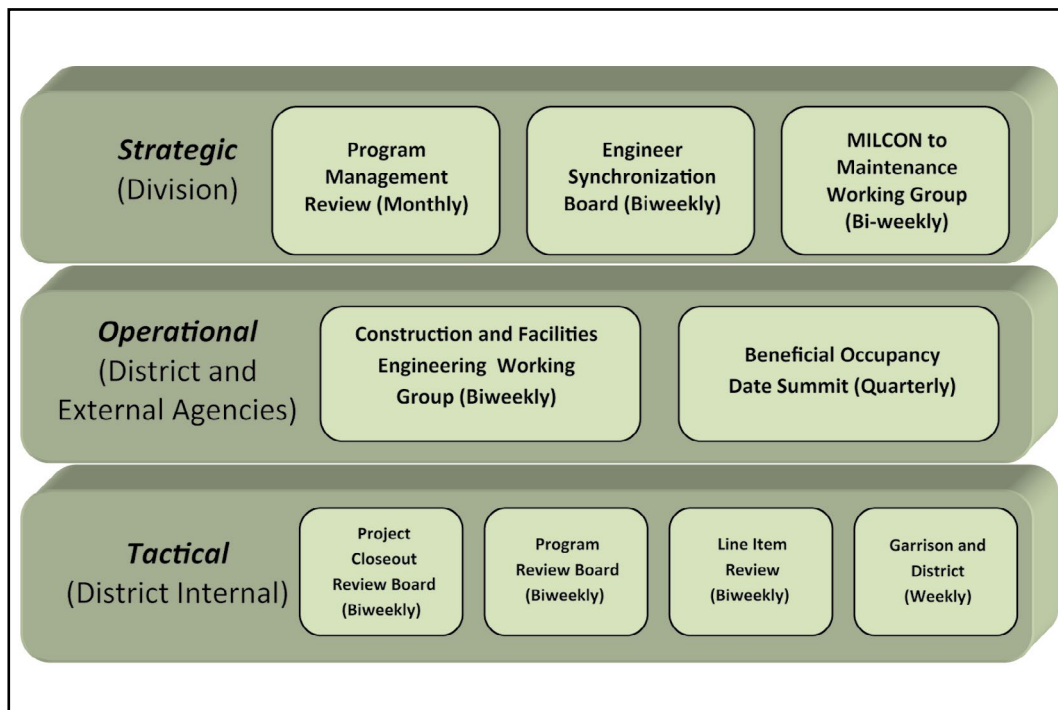 Strategic
(Division)
Program
Management
Review (Monthly)
Engineer
Synchronization
Board (Biweekly)
MILCON to
Maintenance
Working Group
(Bi-weekly)
Operational
(District and
External Agencies)
Construction and Facilities
Engineering Working
Group (Biweekly)
Beneficial Occupancy
Date Summit (Quarterly)
Tactical
(District Internal)
Project
Closeout
Review Board
(Biweekly)
Program
Review Board
(Biweekly)
Line Item
Review
(Biweekly)
Garrison and
District
(Weekly)